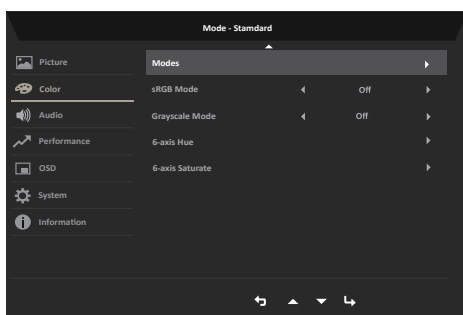 Mode - Standard
Picture
Modes
Color
sRGB Mode Off
Audio
Grayscale Mode Off
Performance
6-axis Hue
OSD
6-axis Saturate
System
Information